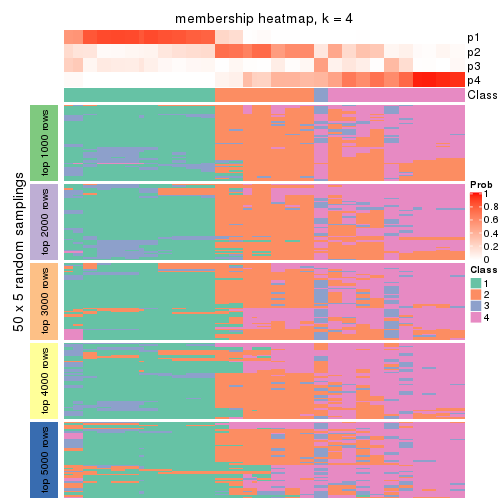 membership heatmap, k = 4
p1
p2
p3
p4
Class
50 x 5 random samplings
top 1000 rows
top 2000 rows
top 3000 rows
top 4000 rows
top 5000 rows
Prob
1
0.8
0.6
0.4
0.2
0
Class
1
2
3
4